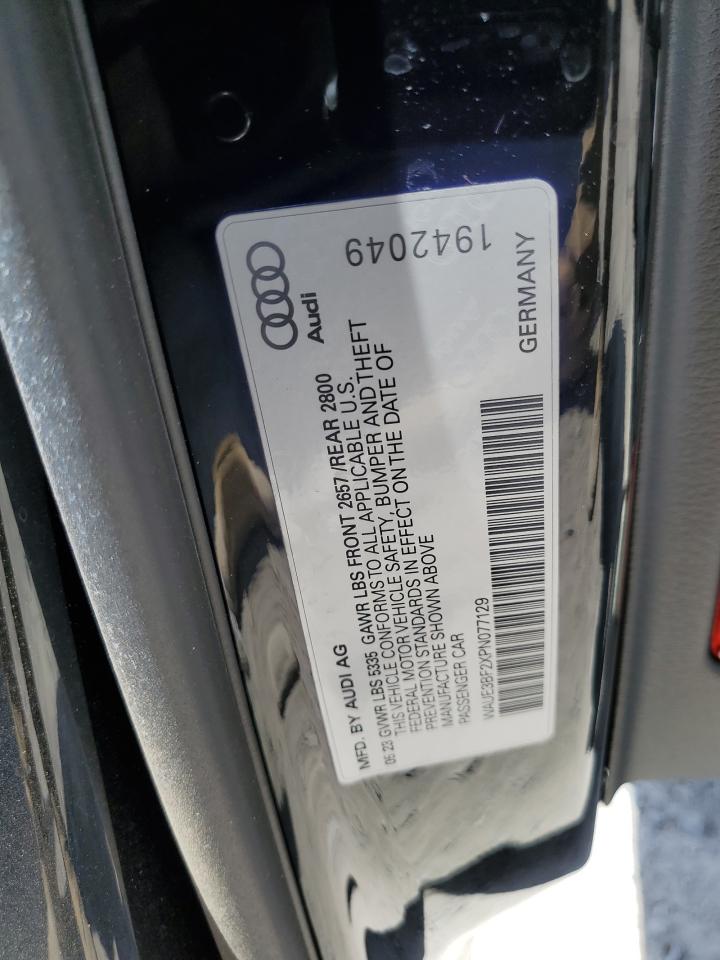 MFD. BY AUDI AG
05 23 GVWR LBS 5335 GAWR LBS FRONT 2657/REAR 2800
THIS VEHICLE CONFORMS TO ALL APPLICABLE U.S.
FEDERAL MOTOR VEHICLE SAFETY, BUMPER AND THEFT
PREVENTION STANDARDS IN EFFECT ON THE DATE OF
MANUFACTURE SHOWN ABOVE
PASSENGER CAR
WAUE3BF2XPN077129
Audi
GERMANY
1942049